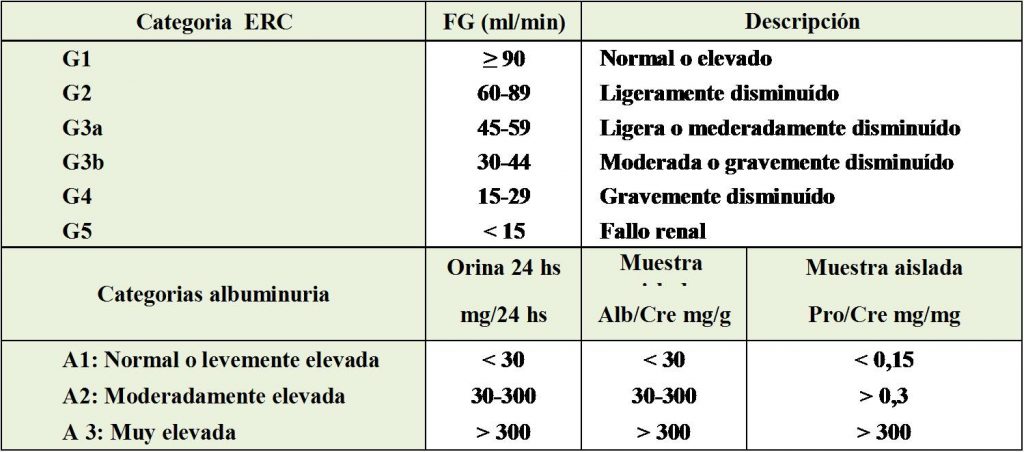 Categoria ERC FG (ml/min) Descripción
G1 ≥ 90 Normal o elevado
G2 60-89 Ligeramente disminuído
G3a 45-59 Ligera o mederadamente disminuído
G3b 30-44 Moderada o gravemente disminuído
G4 15-29 Gravemente disminuído
G5 < 15 Fallo renal
Categorias albuminuria Orina 24 hs Muestra Muestra aislada
mg/24 hs Alb/Cre mg/g Pro/Cre mg/mg
A1: Normal o levemente elevada < 30 < 30 < 0,15
A2: Moderadamente elevada 30-300 30-300 > 0,3
A 3: Muy elevada > 300 > 300 > 300